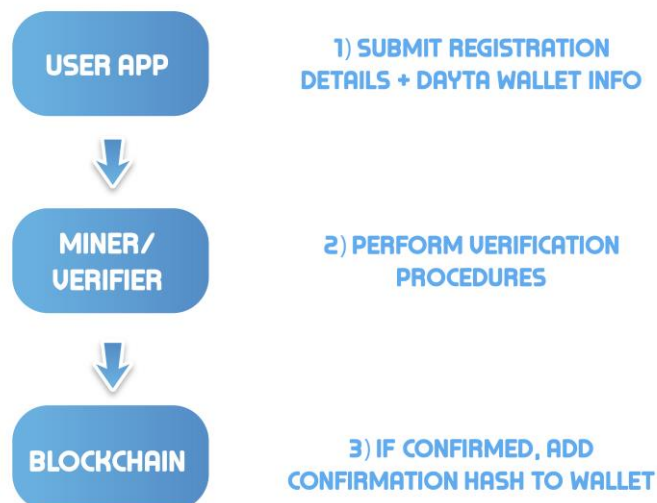 USER APP
1) SUBMIT REGISTRATION
DETAILS + DAYTA WALLET INFO
MINER/
VERIFIER
2) PERFORM VERIFICATION
PROCEDURES
BLOCKCHAIN
3) IF CONFIRMED, ADD
CONFIRMATION HASH TO WALLET